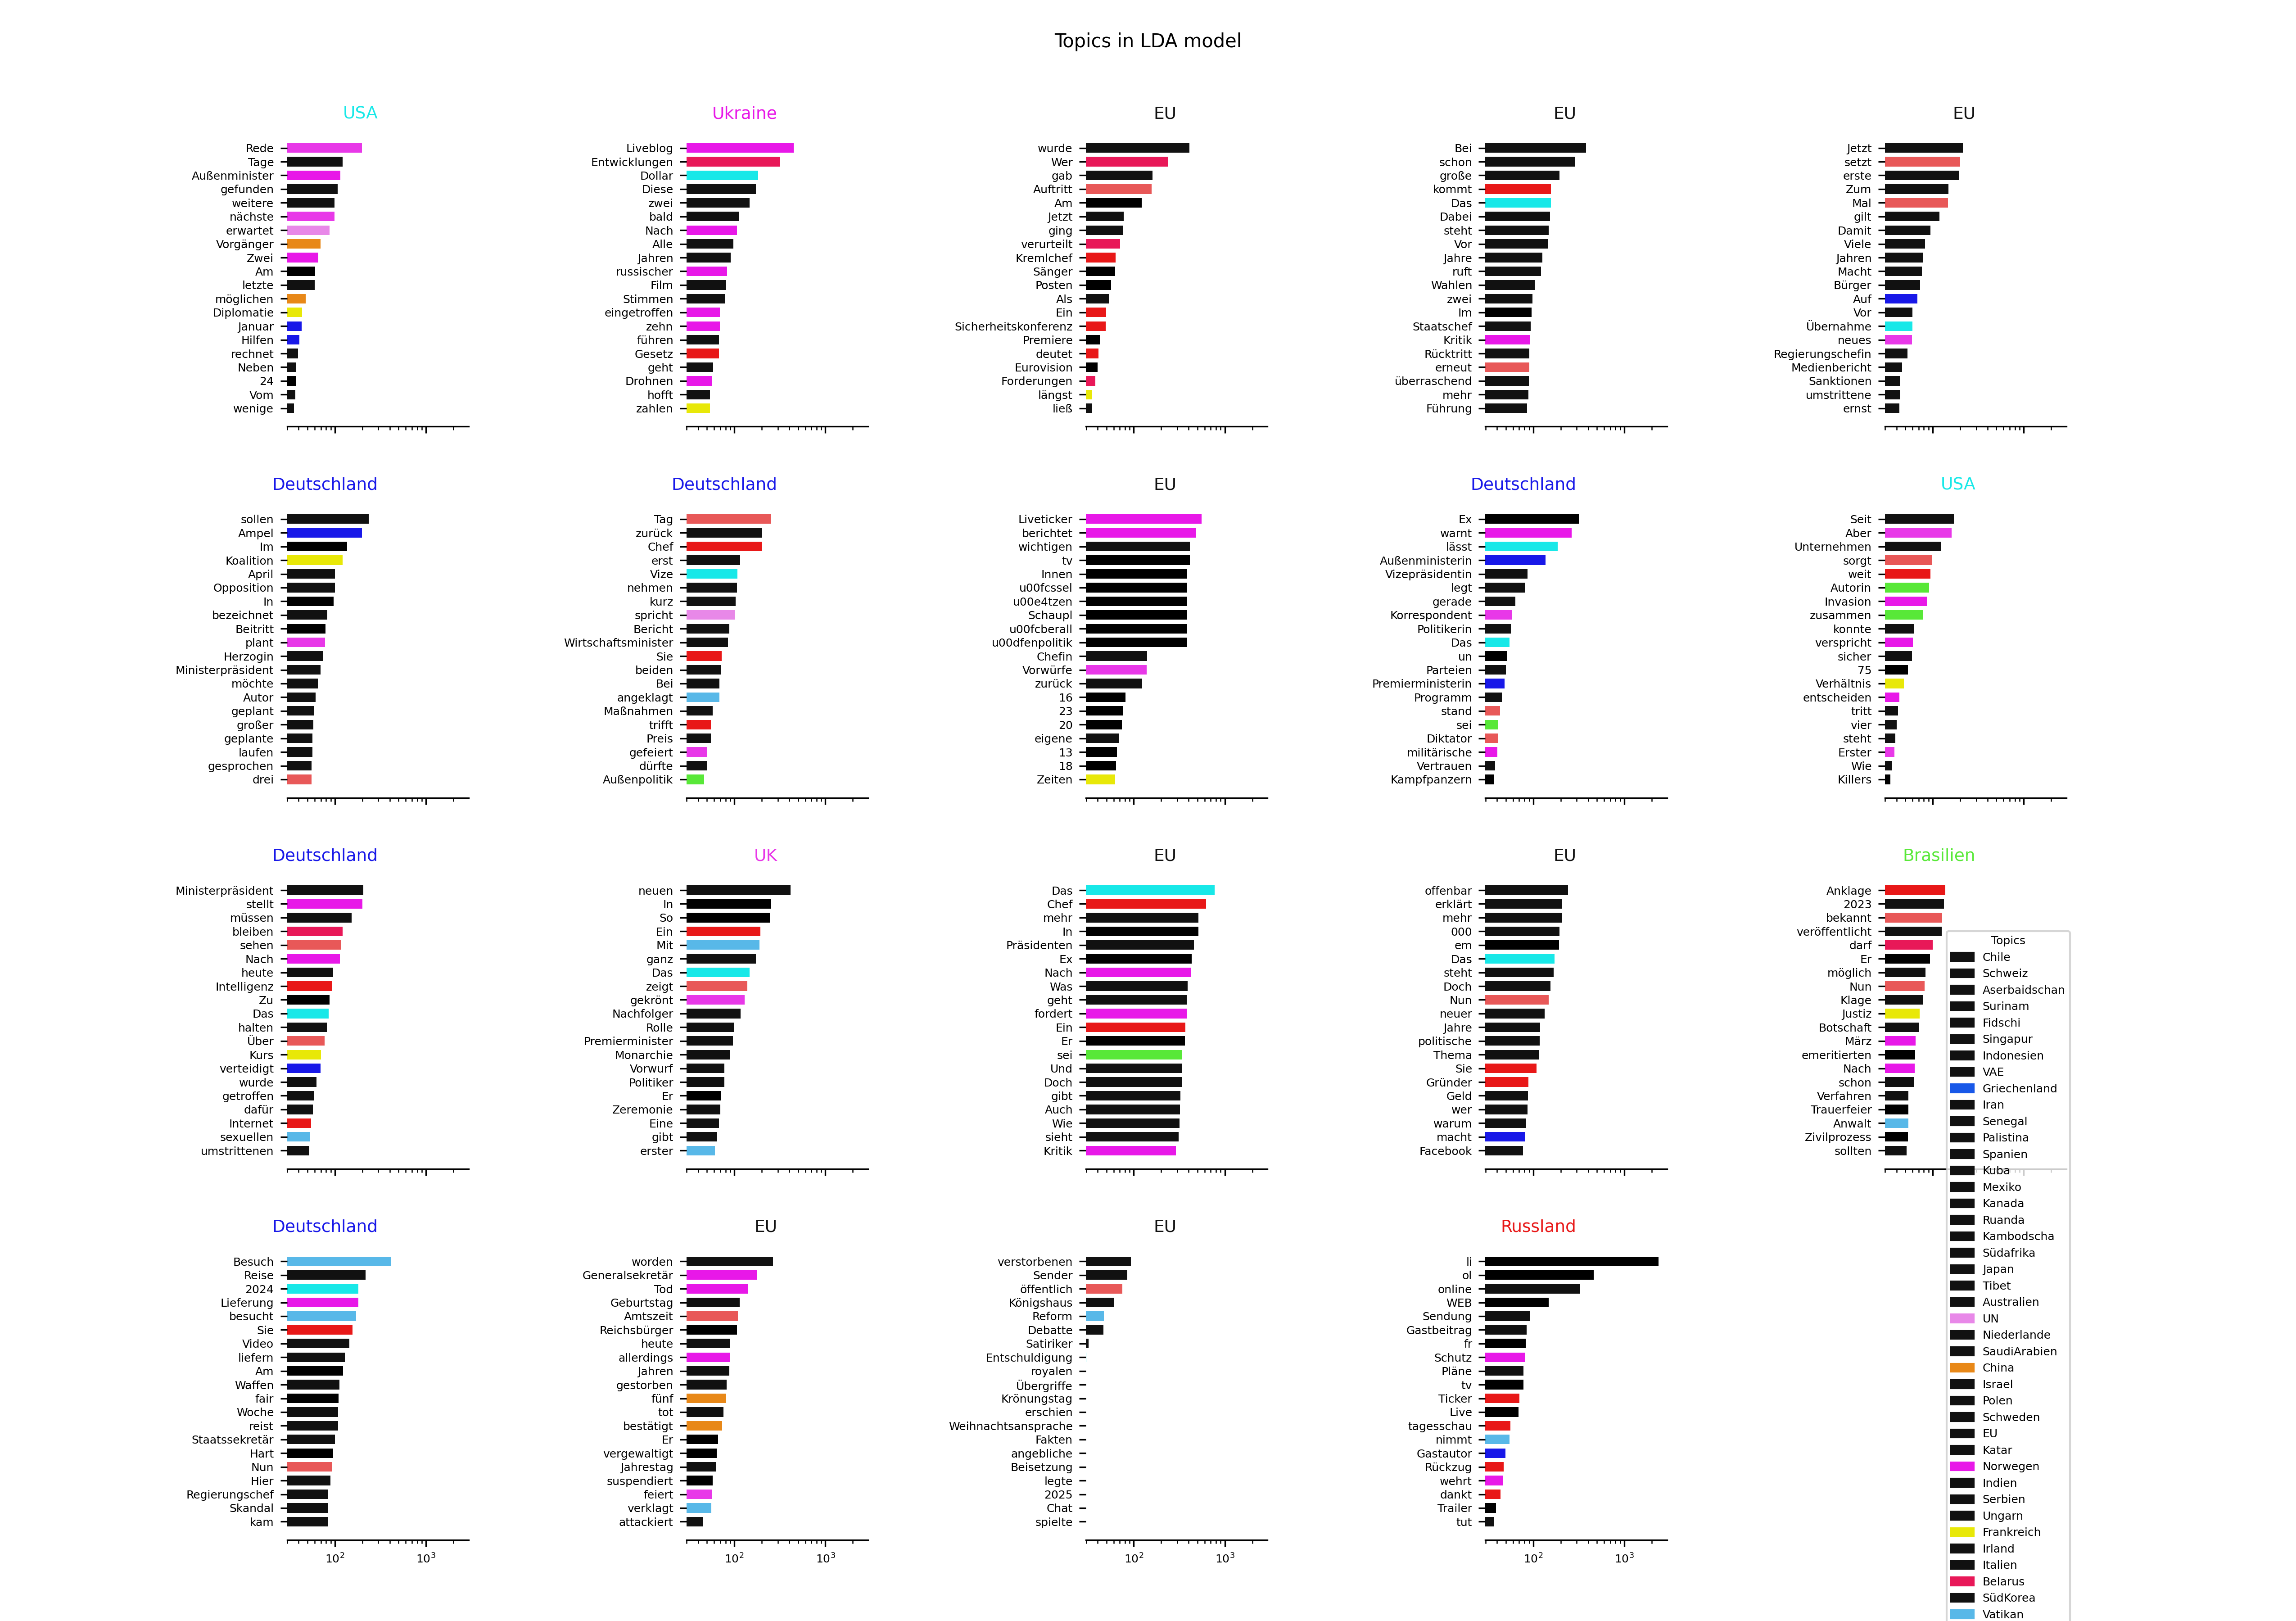 Topics in LDA model
USA
Rede
Tage
Außenminister
gefunden
weitere
nächste
erwartet
Vorgänger
Zwei
Am
letzte
möglichen
Diplomatie
Januar
Hilfen
rechnet
Neben
24
Vom
wenige
Ukraine
Liveblog
Entwicklungen
Dollar
Diese
zwei
bald
Nach
Alle
Jahren
russischer
Film
Stimmen
eingetroffen
zehn
führen
Gesetz
geht
Drohnen
hofft
zahlen
EU
wurde
Wer
gab
Auftritt
Am
Jetzt
ging
verurteilt
Kremlchef
Sänger
Posten
Als
Ein
Sicherheitskonferenz
Premiere
deutet
Eurovision
Forderungen
längst
ließ
EU
Bei
schon
große
kommt
Das
Dabei
steht
Vor
Jahre
ruft
Wahlen
zwei
Im
Staatschef
Kritik
Rücktritt
erneut
überraschend
mehr
Führung
EU
Jetzt
setzt
erste
Zum
Mal
gilt
Damit
Viele
Jahren
Macht
Bürger
Auf
Vor
Übernahme
neues
Regierungschefin
Medienbericht
Sanktionen
umstrittene
ernst
Deutschland
sollen
Ampel
Im
Koalition
April
Opposition
In
bezeichnet
Beitritt
plant
Herzogin
Ministerpräsident
möchte
Autor
geplant
großer
geplante
laufen
gesprochen
drei
Deutschland
Tag
zurück
Chef
erst
Vize
nehmen
kurz
spricht
Bericht
Wirtschaftsminister
Sie
beiden
Bei
angeklagt
Maßnahmen
trifft
Preis
gefeiert
dürfte
Außenpolitik
EU
Liveticker
berichtet
wichtigen
tv
Innen
u00fcssel
u00e4tzen
Schaupl
u00fcberall
u00dfenpolitik
Chefin
Vorwürfe
zurück
16
23
20
eigene
13
18
Zeiten
Deutschland
Ex
warnt
lässt
Außenministerin
Vizepräsidentin
legt
gerade
Korrespondent
Politikerin
Das
un
Parteien
Premierministerin
Programm
stand
sei
Diktator
militärische
Vertrauen
Kampfpanzern
USA
Seit
Aber
Unternehmen
sorgt
weit
Autorin
Invasion
zusammen
konnte
verspricht
sicher
75
Verhältnis
entscheiden
tritt
vier
steht
Erster
Wie
Killers
Deutschland
Ministerpräsident
stellt
müssen
bleiben
sehen
Nach
heute
Intelligenz
Zu
Das
halten
Über
Kurs
verteidigt
wurde
getroffen
dafür
Internet
sexuellen
umstrittenen
UK
neuen
In
So
Ein
Mit
ganz
Das
zeigt
gekrönt
Nachfolger
Rolle
Premierminister
Monarchie
Vorwurf
Politiker
Er
Zeremonie
Eine
gibt
erster
EU
Das
Chef
mehr
In
Präsidenten
Ex
Nach
Was
geht
fordert
Ein
Er
sei
Und
Doch
gibt
Auch
Wie
sieht
Kritik
EU
offenbar
erklärt
mehr
000
em
Das
steht
Doch
Nun
neuer
Jahre
politische
Thema
Sie
Gründer
Geld
wer
warum
macht
Facebook
Brasilien
Anklage
2023
bekannt
veröffentlicht
darf
Er
möglich
Nun
Klage
Justiz
Botschaft
März
emeritierten
Nach
schon
Verfahren
Trauerfeier
Anwalt
Zivilprozess
sollten
Deutschland
Besuch
Reise
2024
Lieferung
besucht
Sie
Video
liefern
Am
Waffen
fair
Woche
reist
Staatssekretär
Hart
Nun
Hier
Regierungschef
Skandal
kam
10² 10³
EU
worden
Generalsekretär
Tod
Geburtstag
Amtszeit
Reichsbürger
heute
allerdings
Jahren
gestorben
fünf
tot
bestätigt
Er
vergewaltigt
Jahrestag
suspendiert
feiert
verklagt
attackiert
10² 10³
EU
verstorbenen
Sender
öffentlich
Königshaus
Reform
Debatte
Satiriker
Entschuldigung
royalen
Übergriffe
Krönungstag
erschien
Weihnachtsansprache
Fakten
angebliche
Beisetzung
legte
2025
Chat
spielte
10² 10³
Russland
li
ol
online
WEB
Sendung
Gastbeitrag
fr
Schutz
Pläne
tv
Ticker
Live
tagesschau
nimmt
Gastautor
Rückzug
wehrt
dankt
Trailer
tut
10² 10³
Topics
Chile
Schweiz
Aserbaidschan
Surinam
Fidschi
Singapur
Indonesien
VAE
Griechenland
Iran
Senegal
Palistina
Spanien
Kuba
Mexiko
Kanada
Ruanda
Kambodscha
Südafrika
Japan
Tibet
Australien
UN
Niederlande
SaudiArabien
China
Israel
Polen
Schweden
EU
Katar
Norwegen
Indien
Serbien
Ungarn
Frankreich
Irland
Italien
Belarus
SüdKorea
Vatikan